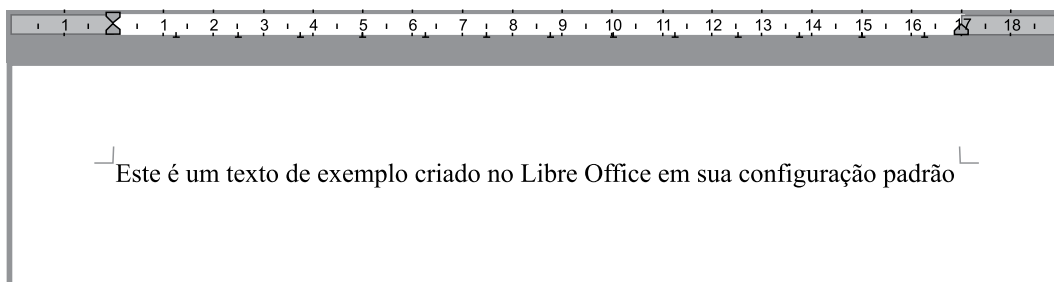 1 1 2 3 4 5 6 7 8 9 10 11 12 13 14 15 16 17 18
Este é um texto de exemplo criado no Libre Office em sua configuração padrão